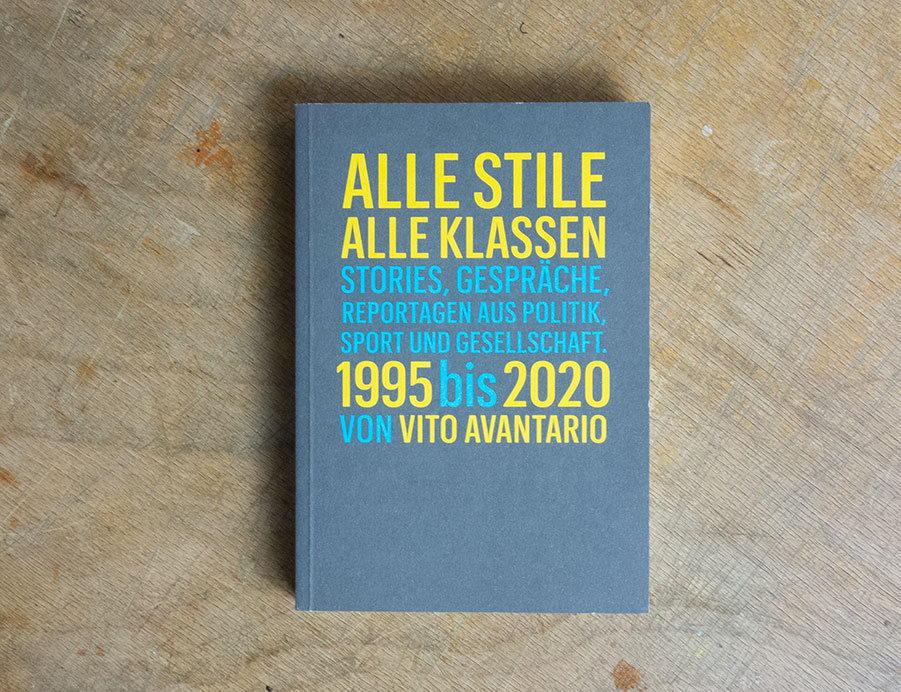 ALLE STILE
ALLE KLASSEN
STORIES, GESPRÄCHE,
REPORTAGEN AUS POLITIK,
SPORT UND GESELLSCHAFT.
1995 bis 2020
VON VITO AVANTARIO